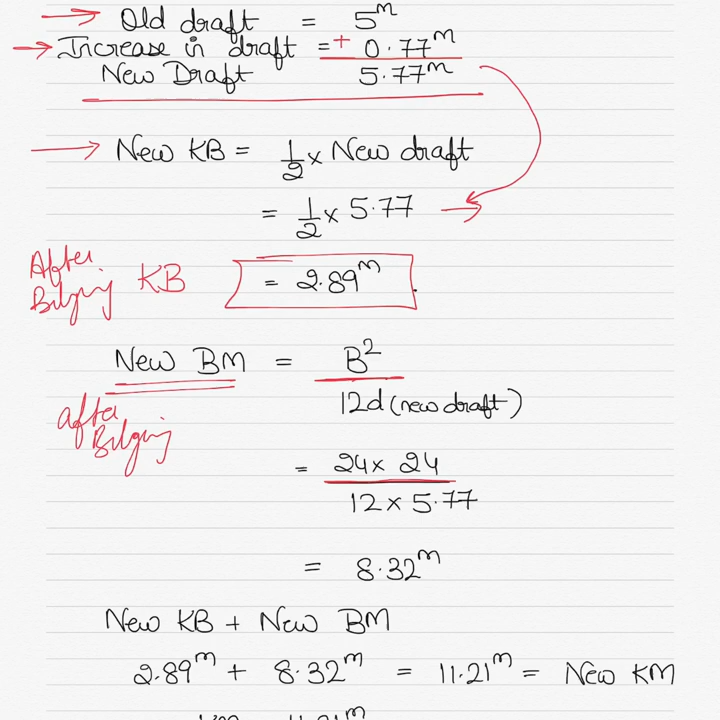 → Old draft = 5ᵐ
→ Increase in draft = + 0.77ᵐ
New Draft 5.77ᵐ
→ New KB = 1/2 x New draft
= 1/2 x 5.77 →
After Bilging KB = 2.89ᵐ
New BM = B²
12d (new draft)
after Bilging
= 24 x 24
12 x 5.77
= 8.32ᵐ
New KB + New BM
2.89ᵐ + 8.32ᵐ = 11.21ᵐ = New KM